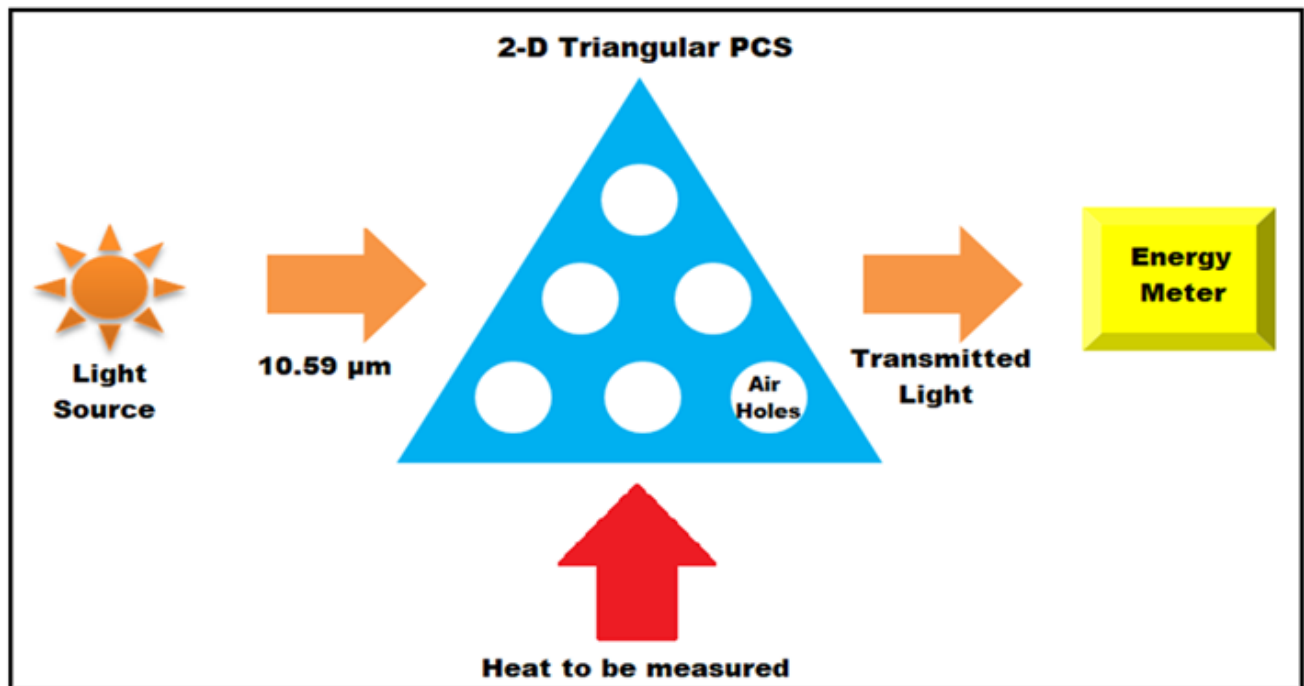 2-D Triangular PCS
Light
Source
10.59 µm
Air
Holes
Transmitted
Light
Energy
Meter
Heat to be measured